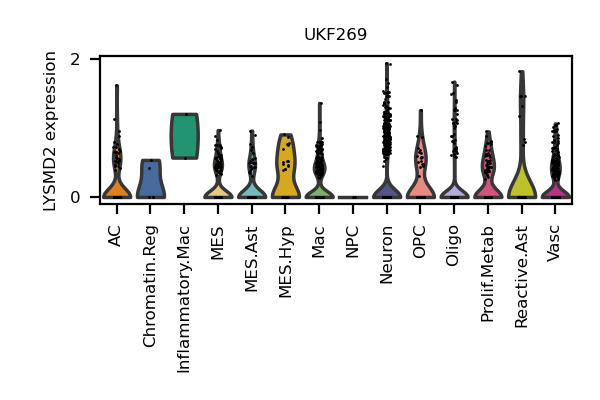 UKF269
LYSMD2 expression
2
0
AC
Chromatin.Reg
Inflammatory.Mac
MES
MES.Ast
MES.Hyp
Mac
NPC
Neuron
OPC
Oligo
Prolif.Metab
Reactive.Ast
Vasc